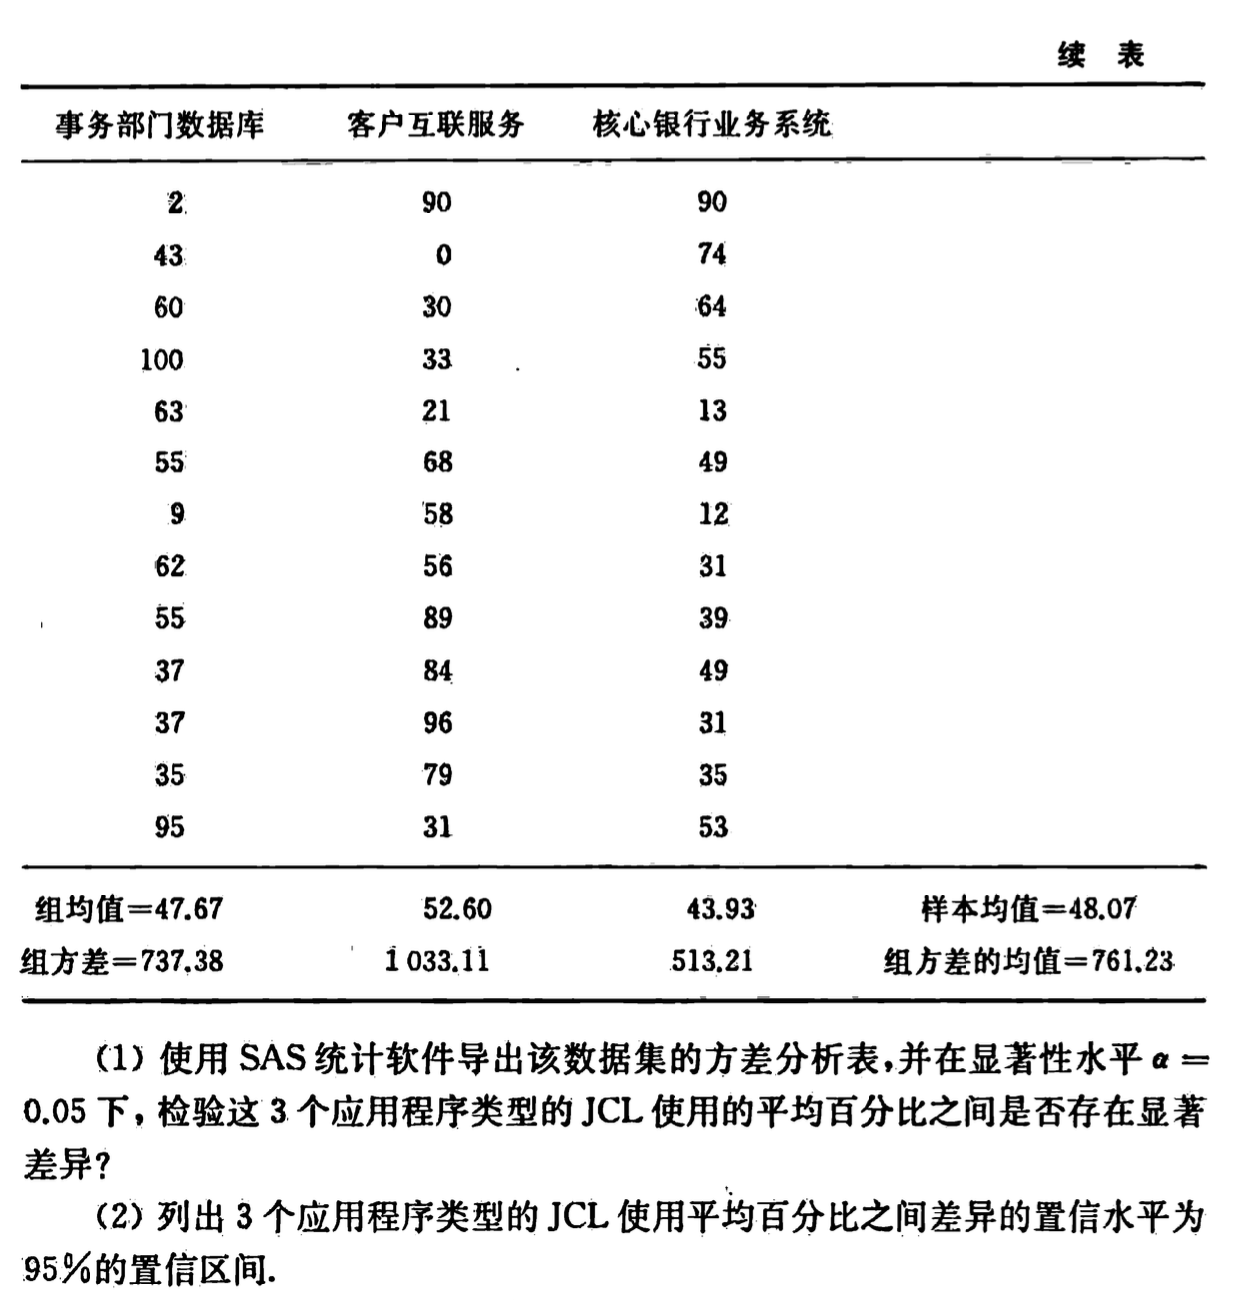 续 表
事务部门数据库 客户互联服务 核心银行业务系统
2 90 90
43 0 74
60 30 64
100 33 55
63 21 13
55 68 49
9 58 12
62 56 31
55 89 39
37 84 49
37 96 31
35 79 35
95 31 53
组均值=47.67 52.60 43.93 样本均值=48.07
组方差=737.38 1 033.11 513.21 组方差的均值=761.23
(1) 使用 SAS 统计软件导出该数据集的方差分析表,并在显著性水平 α =
0.05 下, 检验这 3 个应用程序类型的 JCL 使用的平均百分比之间是否存在显著
差异?
(2) 列出 3 个应用程序类型的 JCL 使用平均百分比之间差异的置信水平为
95%的置信区间.